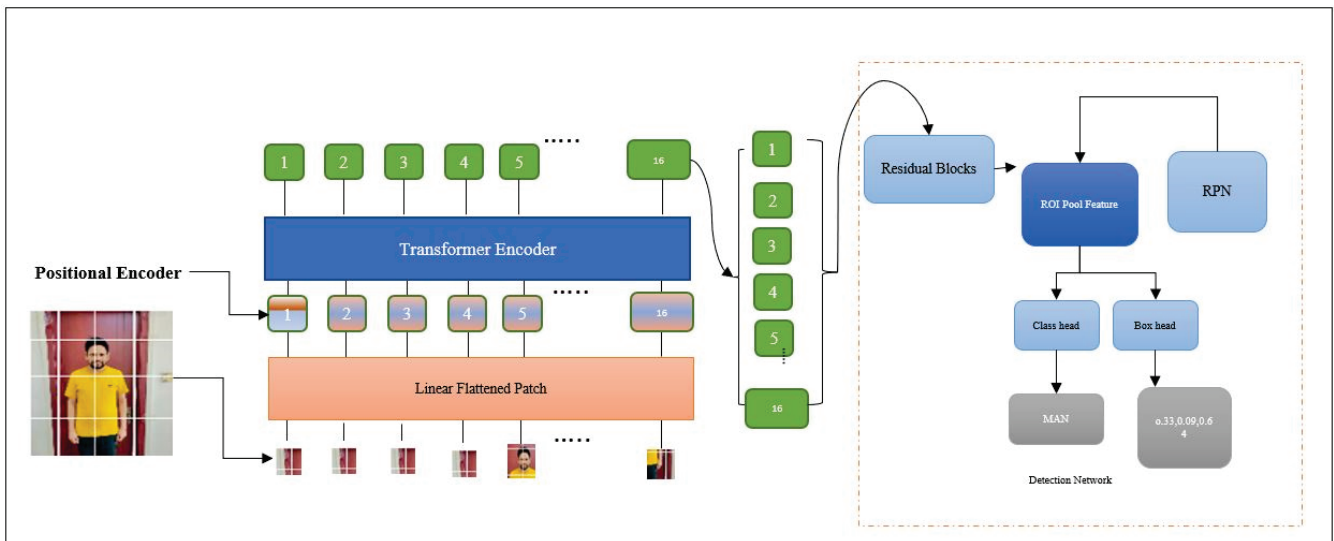 1 2 3 4 5 ..... 16
Transformer Encoder
Positional Encoder
1 2 3 4 5 ..... 16
Linear Flattened Patch
.....
1
2
3
4
5
....
16
Residual Blocks
ROI Pool Feature
RPN
Class head
Box head
MAN
o.33,0.09,0.6
4
Detection Network